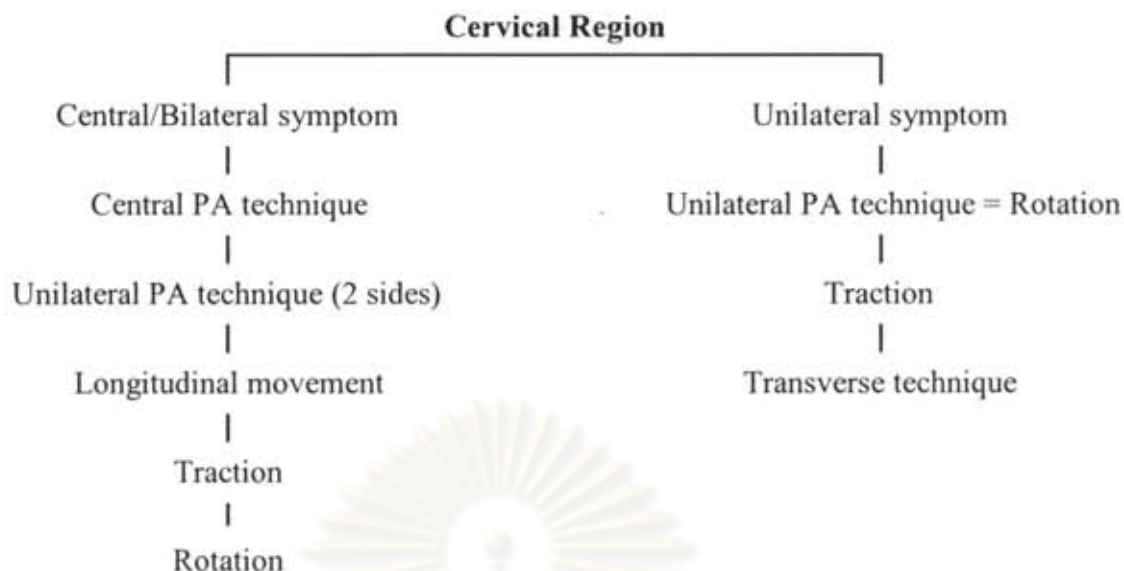 Cervical Region
Central/Bilateral symptom
Central PA technique
Unilateral PA technique (2 sides)
Longitudinal movement
Traction
Rotation
Unilateral symptom
Unilateral PA technique = Rotation
Traction
Transverse technique